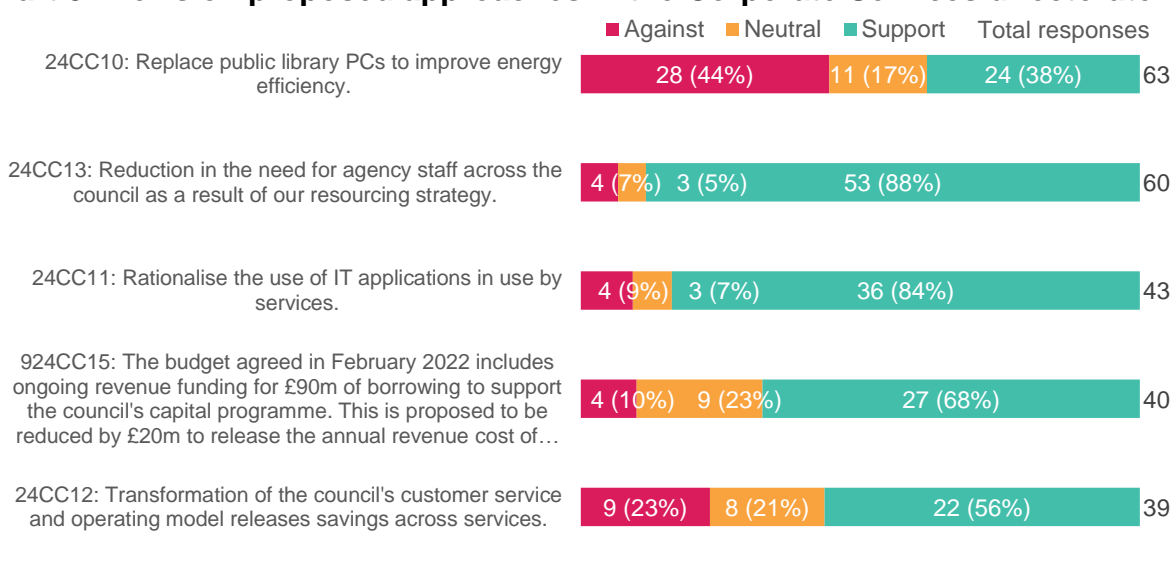 Against Neutral Support Total responses
24CC10: Replace public library PCs to improve energy
efficiency.
28 (44%) 11 (17%) 24 (38%) 63
24CC13: Reduction in the need for agency staff across the
council as a result of our resourcing strategy.
4 (7%) 3 (5%) 53 (88%) 60
24CC11: Rationalise the use of IT applications in use by
services.
4 (9%) 3 (7%) 36 (84%) 43
924CC15: The budget agreed in February 2022 includes
ongoing revenue funding for £90m of borrowing to support
the council's capital programme. This is proposed to be
reduced by £20m to release the annual revenue cost of…
4 (10%) 9 (23%) 27 (68%) 40
24CC12: Transformation of the council's customer service
and operating model releases savings across services.
9 (23%) 8 (21%) 22 (56%) 39